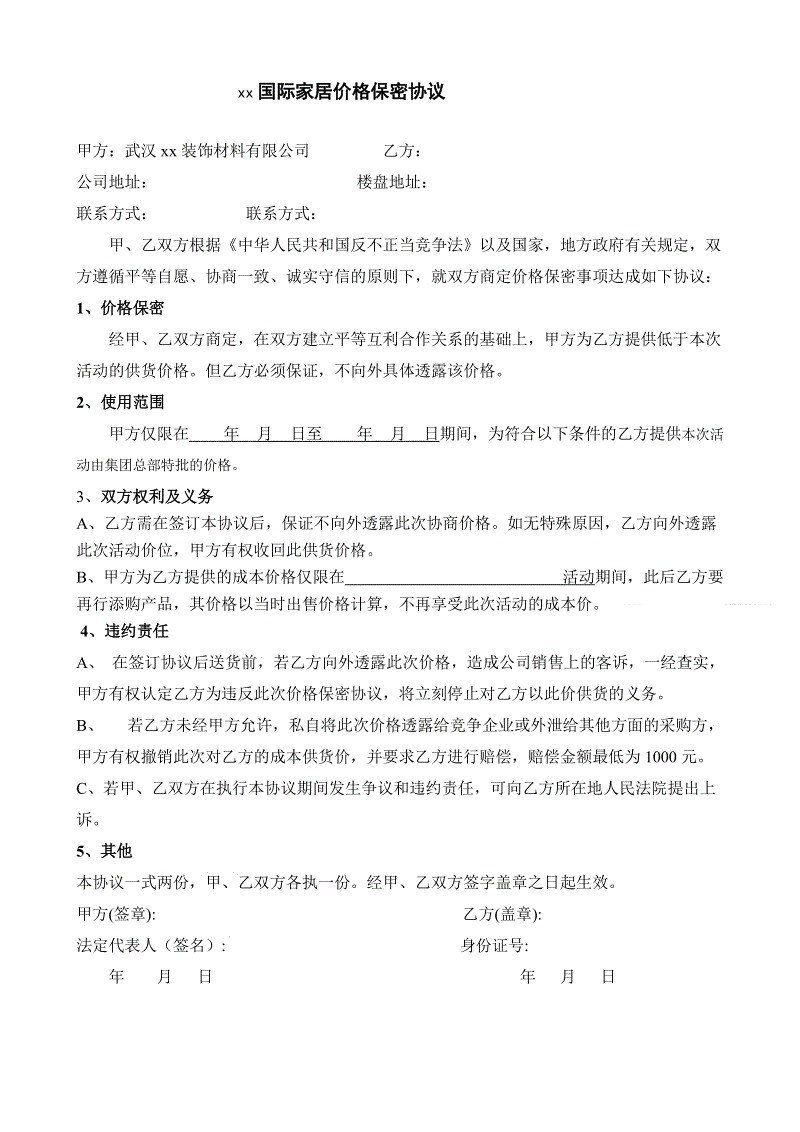 xx 国际家居价格保密协议
甲方：武汉 xx 装饰材料有限公司 乙方：
公司地址： 楼盘地址：
联系方式： 联系方式：
甲、乙双方根据《中华人民共和国反不正当竞争法》以及国家，地方政府有关规定，双
方遵循平等自愿、协商一致、诚实守信的原则下，就双方商定价格保密事项达成如下协议：
1、价格保密
经甲、乙双方商定，在双方建立平等互利合作关系的基础上，甲方为乙方提供低于本次
活动的供货价格。但乙方必须保证，不向外具体透露该价格。
2、使用范围
甲方仅限在____年__月__日至____年__月__日期间，为符合以下条件的乙方提供本次活
动由集团总部特批的价格。
3、双方权利及义务
A、乙方需在签订本协议后，保证不向外透露此次协商价格。如无特殊原因，乙方向外透露
此次活动价位，甲方有权收回此供货价格。
B、甲方为乙方提供的成本价格仅限在___________________________活动期间，此后乙方要
再行添购产品，其价格以当时出售价格计算，不再享受此次活动的成本价。
4、违约责任
A、 在签订协议后送货前，若乙方向外透露此次价格，造成公司销售上的客诉，一经查实，
甲方有权认定乙方为违反此次价格保密协议，将立刻停止对乙方以此价供货的义务。
B、 若乙方未经甲方允许，私自将此次价格透露给竞争企业或外泄给其他方面的采购方，
甲方有权撤销此次对乙方的成本供货价，并要求乙方进行赔偿，赔偿金额最低为 1000 元。
C、若甲、乙双方在执行本协议期间发生争议和违约责任，可向乙方所在地人民法院提出上
诉。
5、其他
本协议一式两份，甲、乙双方各执一份。经甲、乙双方签字盖章之日起生效。
甲方(签章): 乙方(盖章):
法定代表人（签名）: 身份证号:
年 月 日 年 月 日